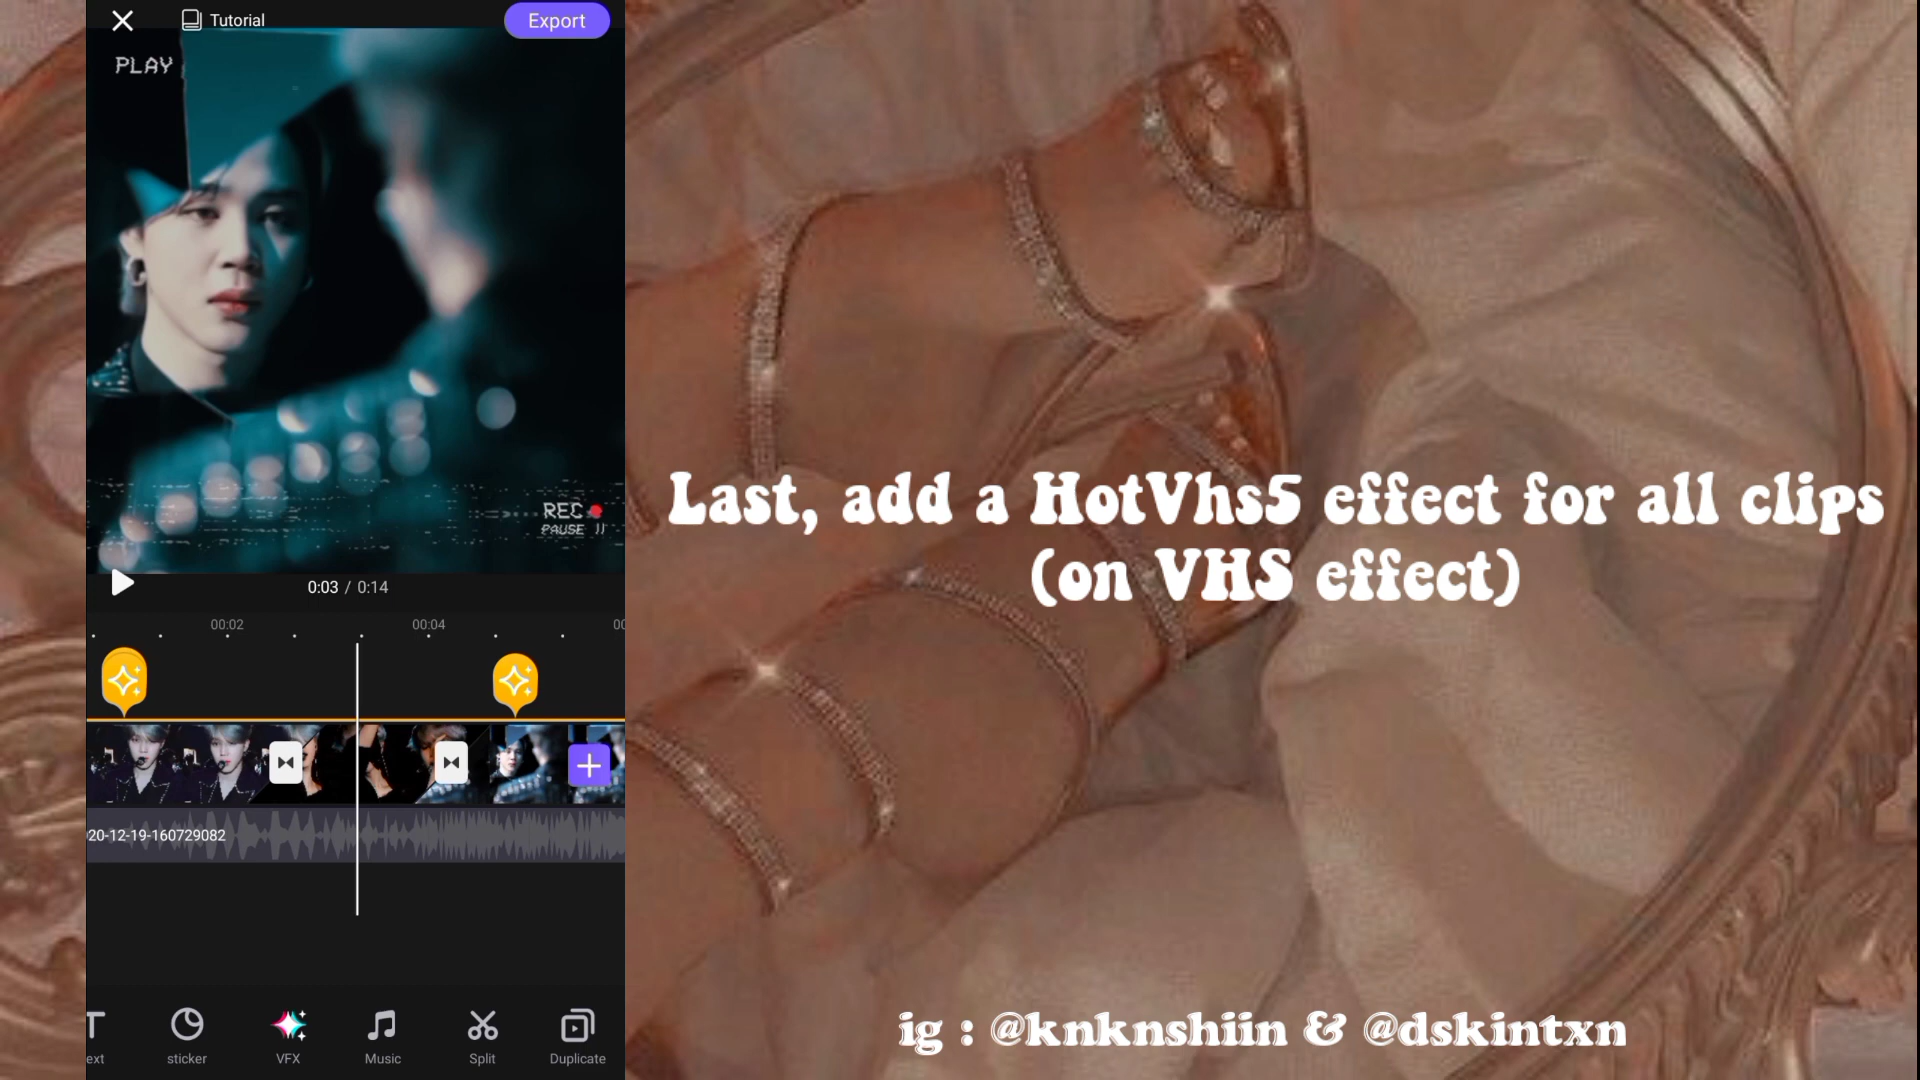 Tutorial
Export
PLAY
REC
PAUSE
0:03 / 0:14
00:02
00:04
20-12-19-160729082
ext
sticker
VFX
Music
Split
Duplicate
Last, add a HotVhs5 effect for all clips
(on VHS effect)
ig : @knknshiin & @dskintxn